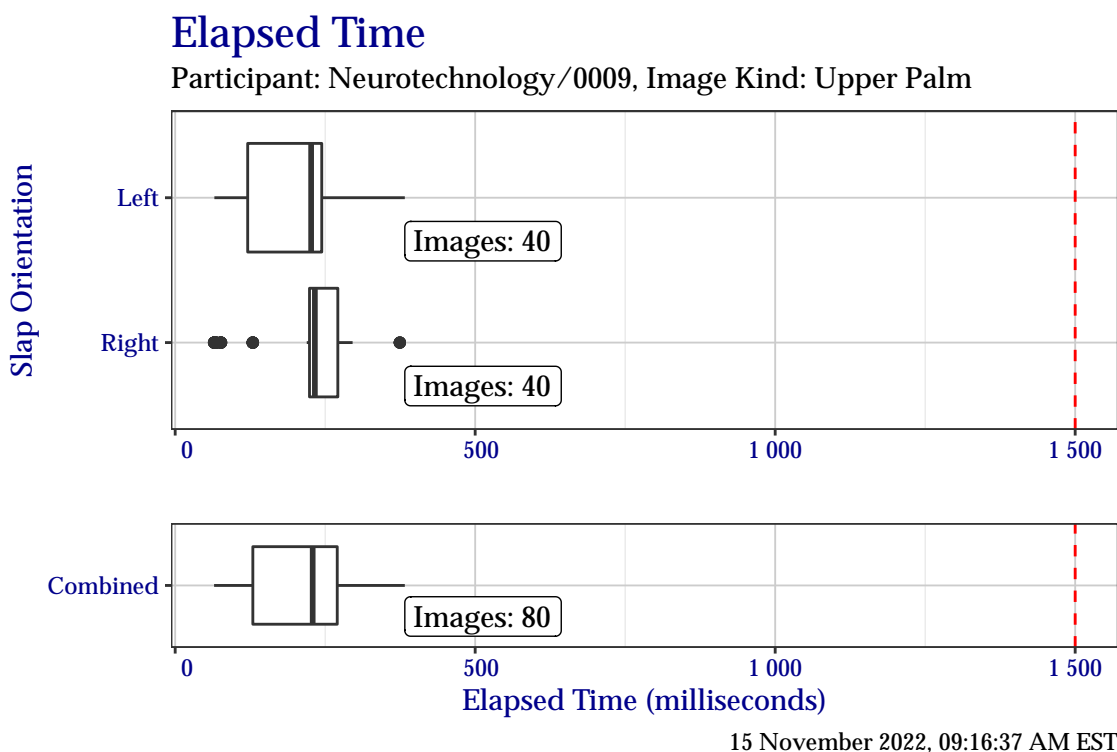 Elapsed Time
Participant: Neurotechnology/0009, Image Kind: Upper Palm
Slap Orientation
Left
Images: 40
Right
Images: 40
0 500 1 000 1 500
Combined
Images: 80
0 500 1 000 1 500
Elapsed Time (milliseconds)
15 November 2022, 09:16:37 AM EST